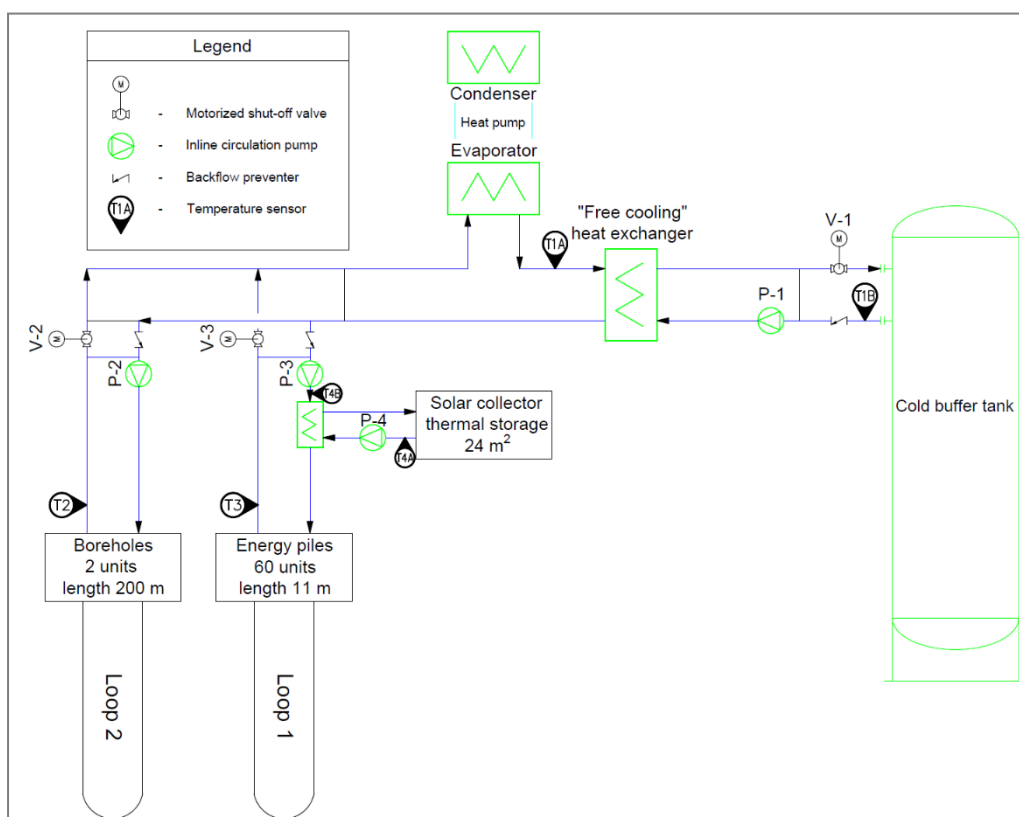 Legend
M
- Motorized shut-off valve
- Inline circulation pump
- Backflow preventer
T1A - Temperature sensor
Condenser
Heat pump
Evaporator
"Free cooling"
heat exchanger
T1A
V-1
M
P-1
T1B
Cold buffer tank
V-2
M
P-2
V-3
M
P-3
T4B
P-4
T4A
Solar collector
thermal storage
24 m²
T2
T3
Boreholes
2 units
length 200 m
Energy piles
60 units
length 11 m
Loop 2
Loop 1